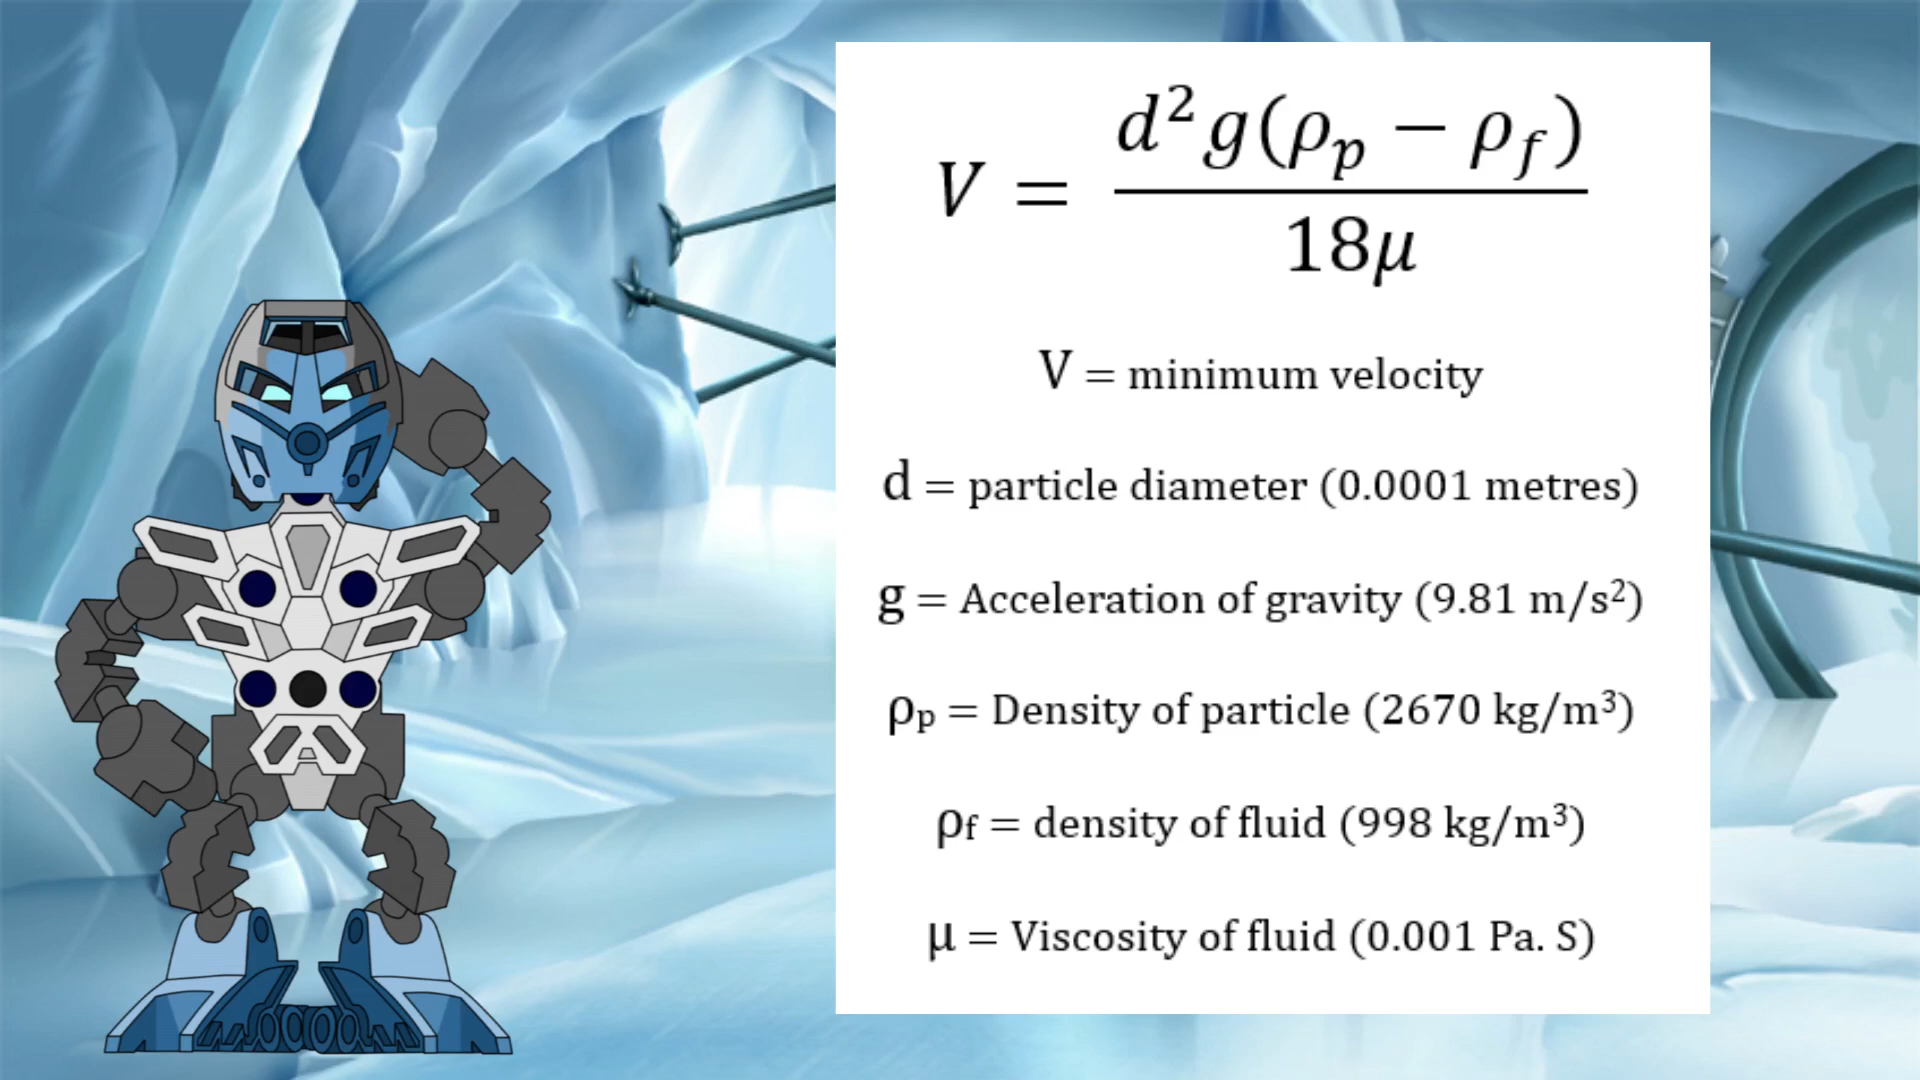 V = d²g(ρₚ − ρ_f) / 18μ
V = minimum velocity
d = particle diameter (0.0001 metres)
g = Acceleration of gravity (9.81 m/s²)
ρp = Density of particle (2670 kg/m³)
ρf = density of fluid (998 kg/m³)
μ = Viscosity of fluid (0.001 Pa. S)